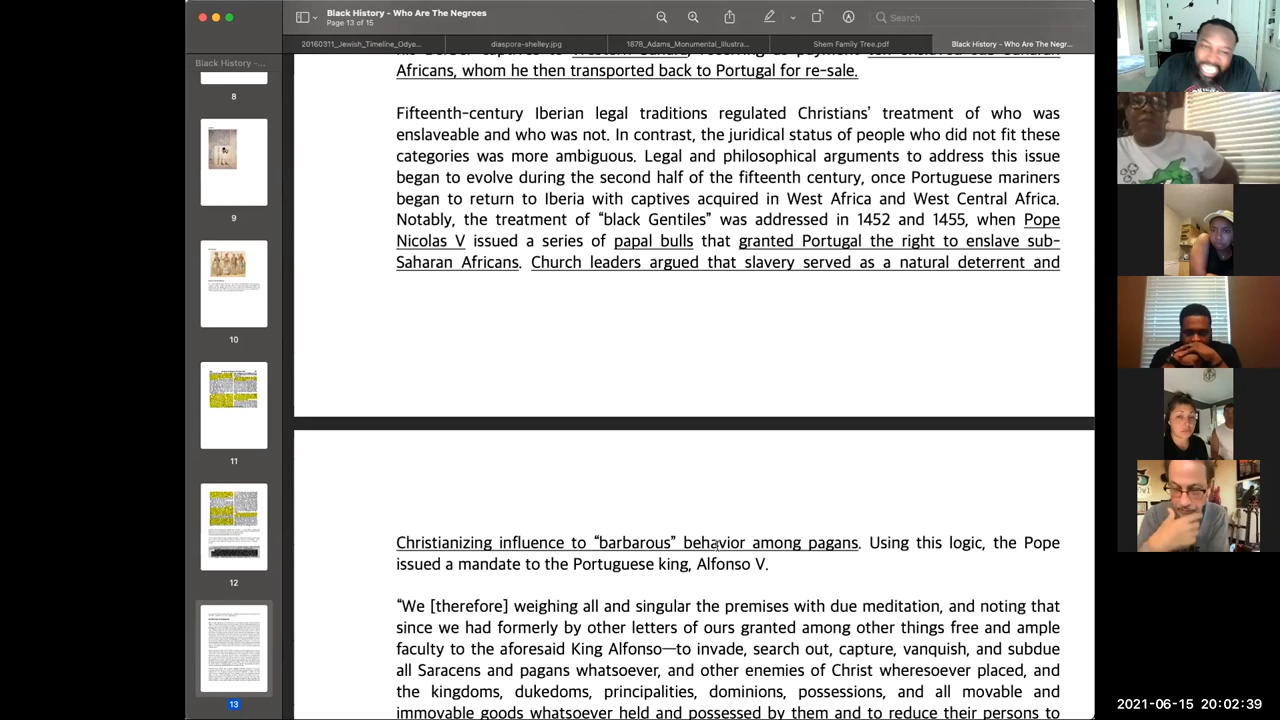 Black History - Who Are The Negroes
Page 13 of 15
Search
20160311_Jewish_Timeline_Odye...
diaspora-shelley.jpg
1878_Adams_Monumental_Illustra...
Shem Family Tree.pdf
Black History - Who Are The Negr...
Black History -...
8
9
10
11
12
13
Africans, whom he then transported back to Portugal for re-sale.
Fifteenth-century Iberian legal traditions regulated Christians’ treatment of who was
enslaveable and who was not. In contrast, the juridical status of people who did not fit these
categories was more ambiguous. Legal and philosophical arguments to address this issue
began to evolve during the second half of the fifteenth century, once Portuguese mariners
began to return to Iberia with captives acquired in West Africa and West Central Africa.
Notably, the treatment of “black Gentiles” was addressed in 1452 and 1455, when Pope
Nicolas V issued a series of papal bulls that granted Portugal the right to enslave sub-
Saharan Africans. Church leaders argued that slavery served as a natural deterrent and
Christianizing influence to “barbarous” behavior among pagans. Using this logic, the Pope
issued a mandate to the Portuguese king, Alfonso V.
“We [therefore] weighing all and singular the premises with due meditation, and noting that
since we had formerly by other letters of ours granted among other things free and ample
faculty to the aforesaid King Alfonso—to invade, search out, capture, vanquish, and subdue
all Saracens and pagans whatsoever, and other enemies of Christ wheresoever placed, and
the kingdoms, dukedoms, principalities, dominions, possessions, and all movable and
immovable goods whatsoever held and possessed by them and to reduce their persons to
2021-06-15 20:02:39